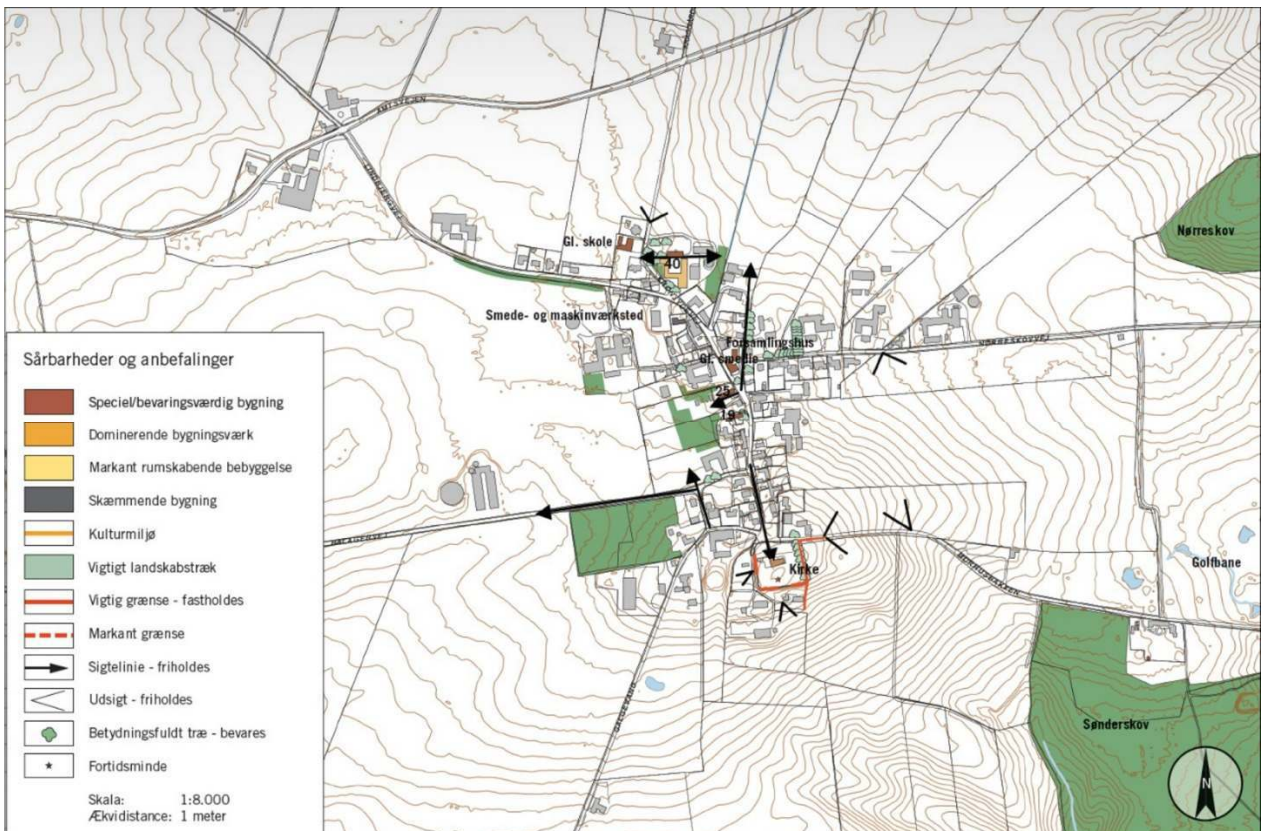 AMTSVEJEN
Nørreskov
Gl. skole
40
Smede- og maskinværksted
Forsamlingshus
Gl. smedie
NØRRESKOVVEJ
25
19
Kirke
Golfbane
Sønderskov
Sårbarheder og anbefalinger
Speciel/bevaringsværdig bygning
Dominerende bygningsværk
Markant rumskabende bebyggelse
Skæmmende bygning
Kulturmiljø
Vigtigt landskabstræk
Vigtig grænse - fastholdes
Markant grænse
Sigtelinie - friholdes
Udsigt - friholdes
Betydningsfuldt træ - bevares
Fortidsminde
Skala: 1:8.000
Ækvidistance: 1 meter
N